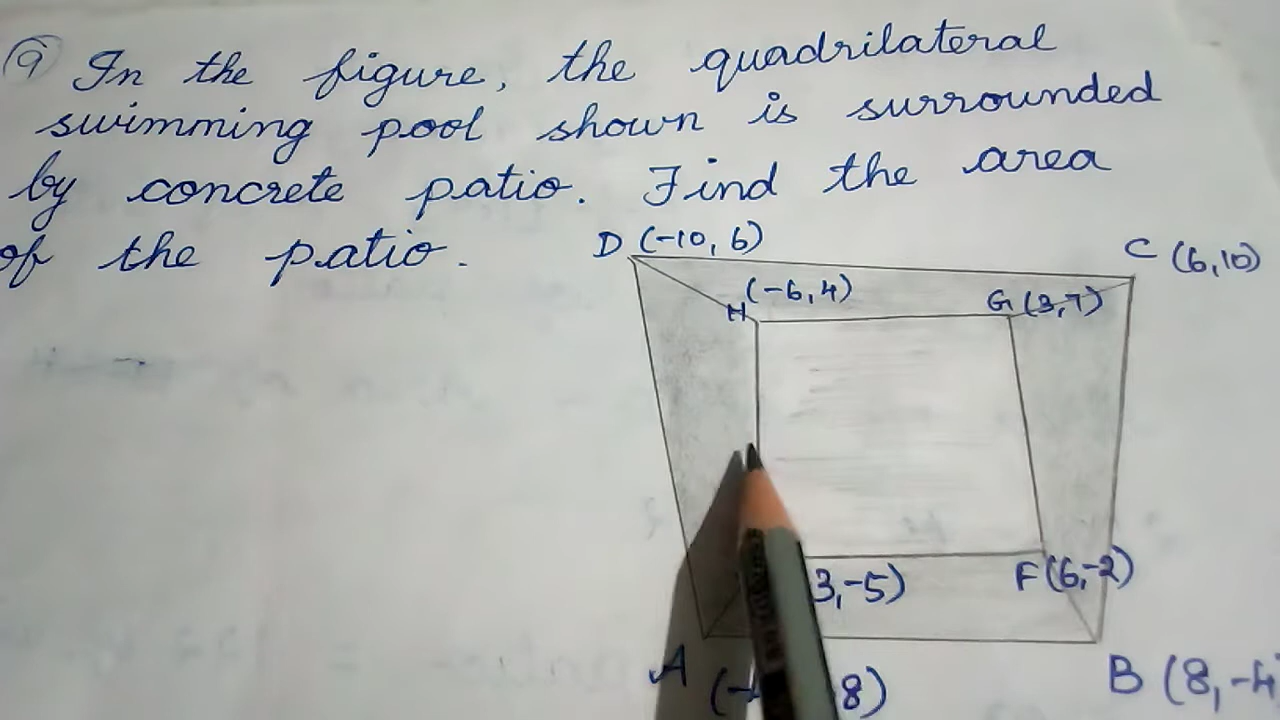 9 In the figure, the quadrilateral
swimming pool shown is surrounded
by concrete patio. Find the area
of the patio.
D (-10, 6)
C (6, 10)
H (-6, 4)
G (3, 7)
3, -5)
F (6, -2)
A (-
8)
B (8, -4